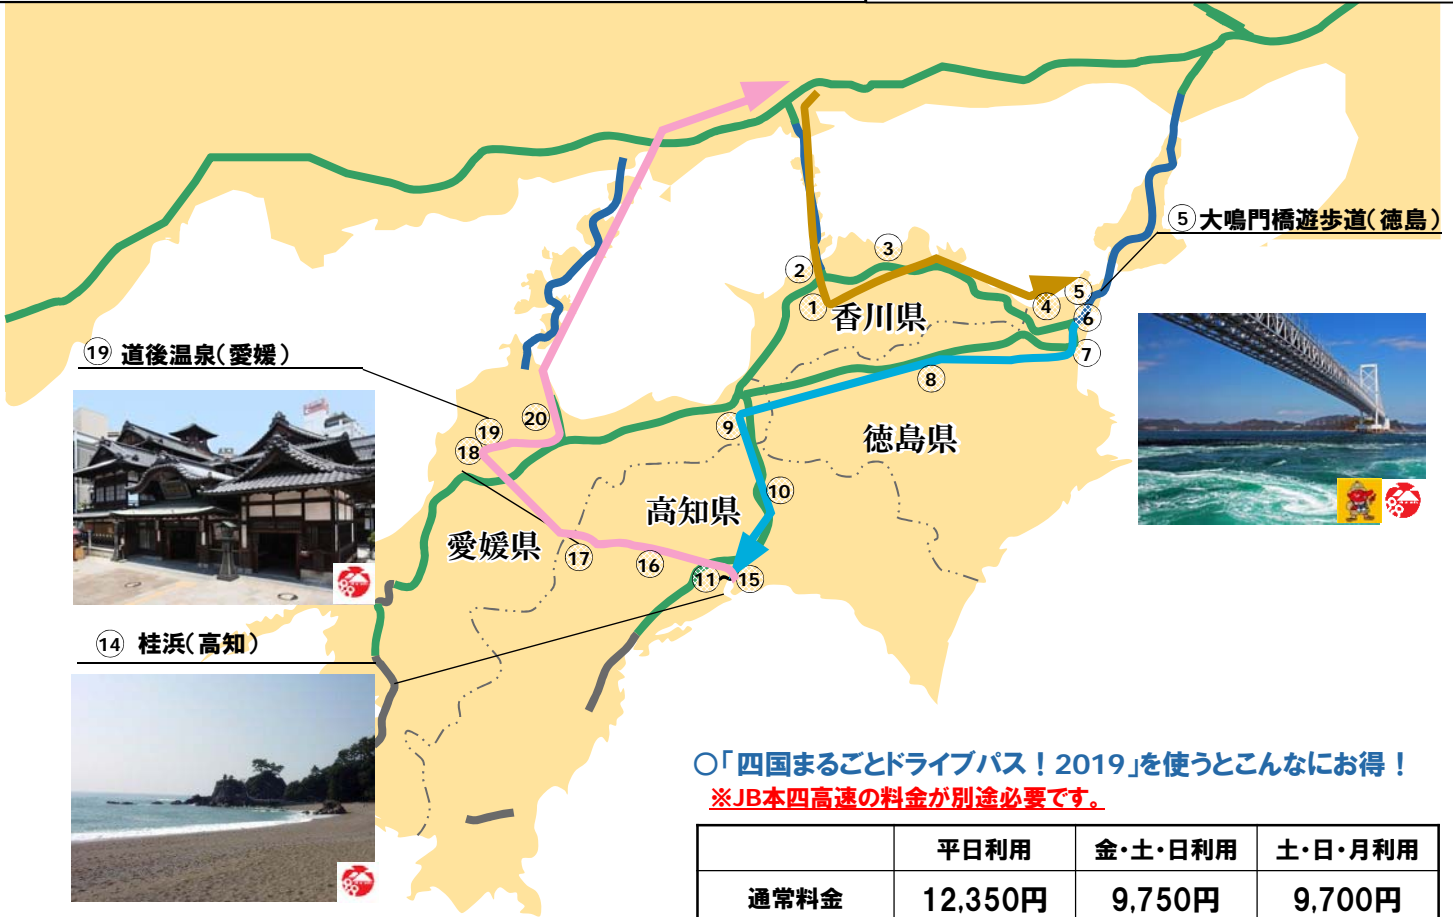 ⑤大鳴門橋遊歩道(徳島)
②
③
①
香川県
④
⑤
⑥
⑦
⑧
⑲ 道後温泉(愛媛)
⑳
⑲
⑱
⑨
徳島県
⑩
高知県
愛媛県
⑰
⑯
⑪~⑮
⑭ 桂浜(高知)
○「四国まるごとドライブパス！2019」を使うとこんなにお得！
※JB本四高速の料金が別途必要です。
平日利用 金・土・日利用 土・日・月利用
通常料金 12,350円 9,750円 9,700円